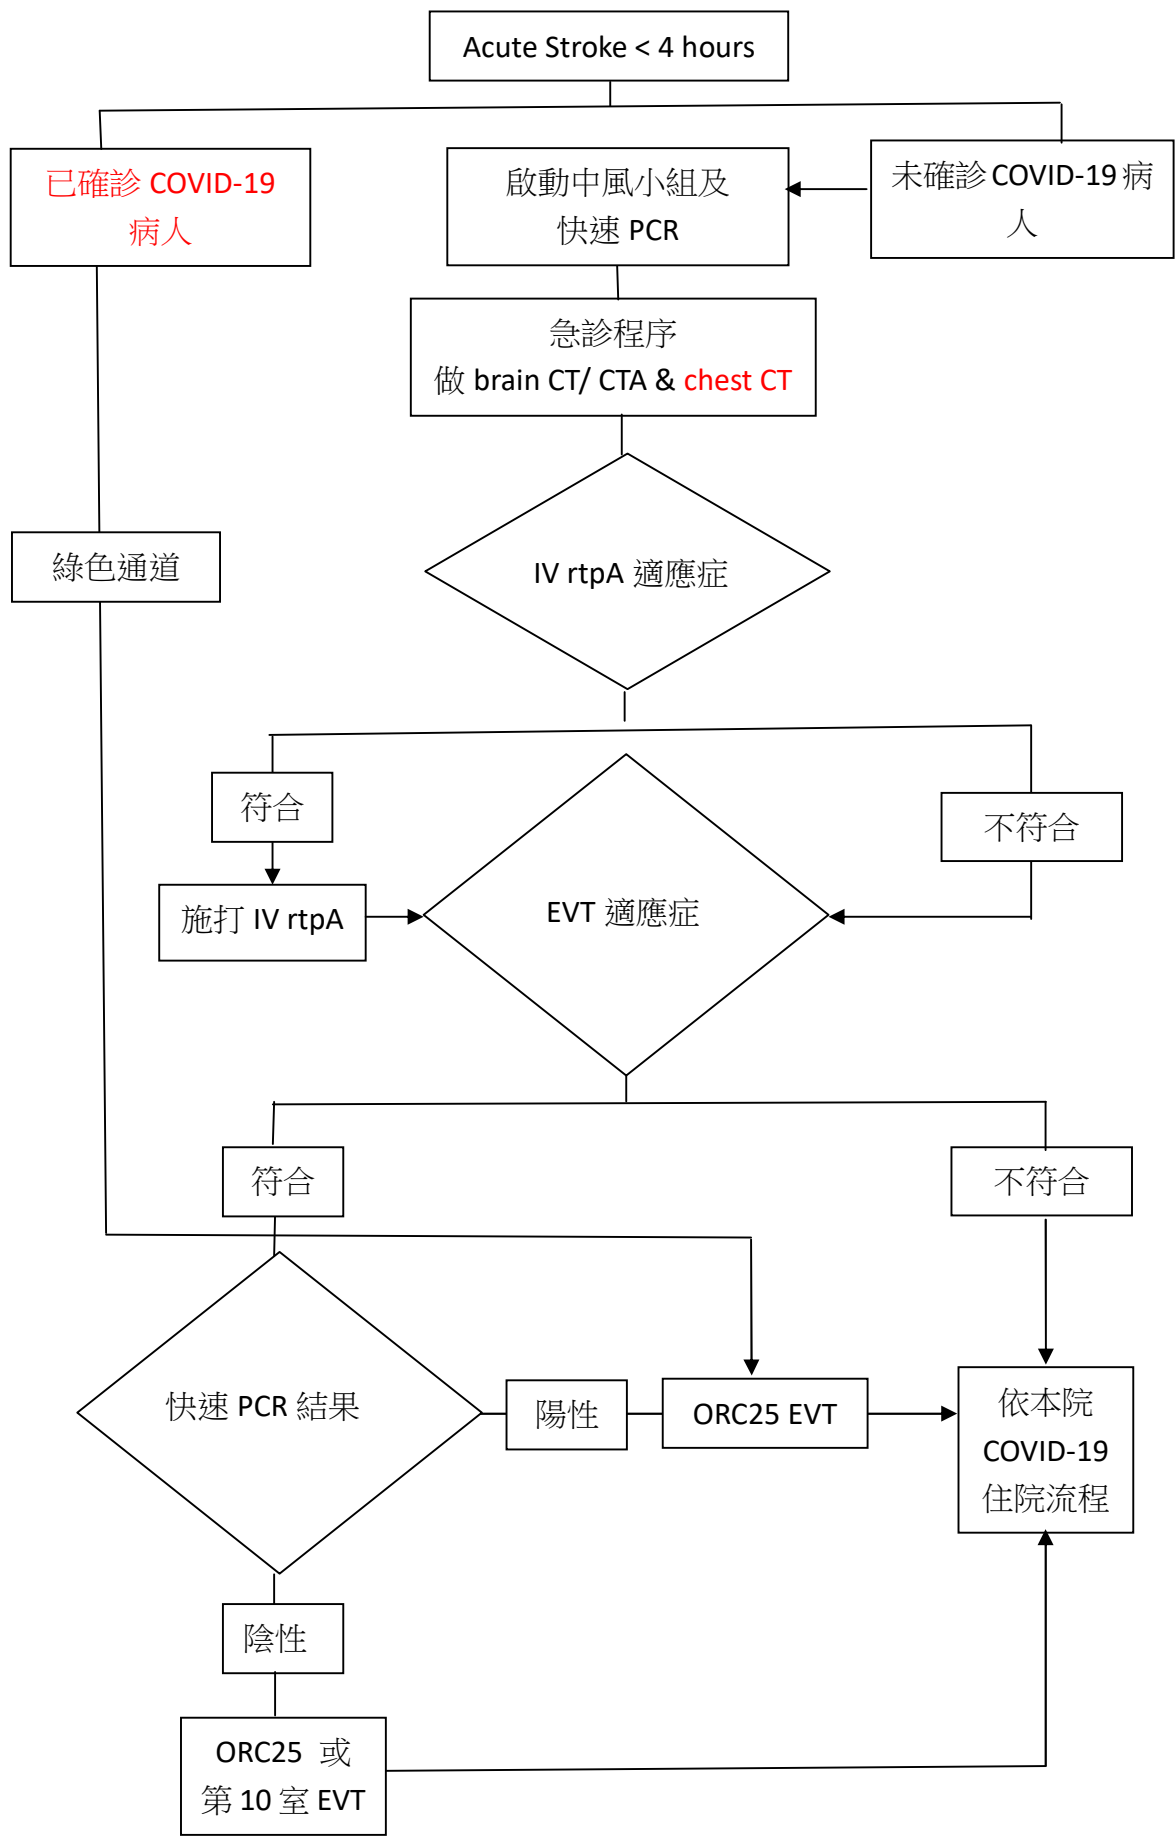 Acute Stroke < 4 hours
已確診 COVID-19
病人
啟動中風小組及
快速 PCR
未確診 COVID-19 病
人
急診程序
做 brain CT/ CTA & chest CT
綠色通道
IV rtpA 適應症
符合
不符合
施打 IV rtpA
EVT 適應症
符合
不符合
快速 PCR 結果
陽性
ORC25 EVT
依本院
COVID-19
住院流程
陰性
ORC25 或
第 10 室 EVT